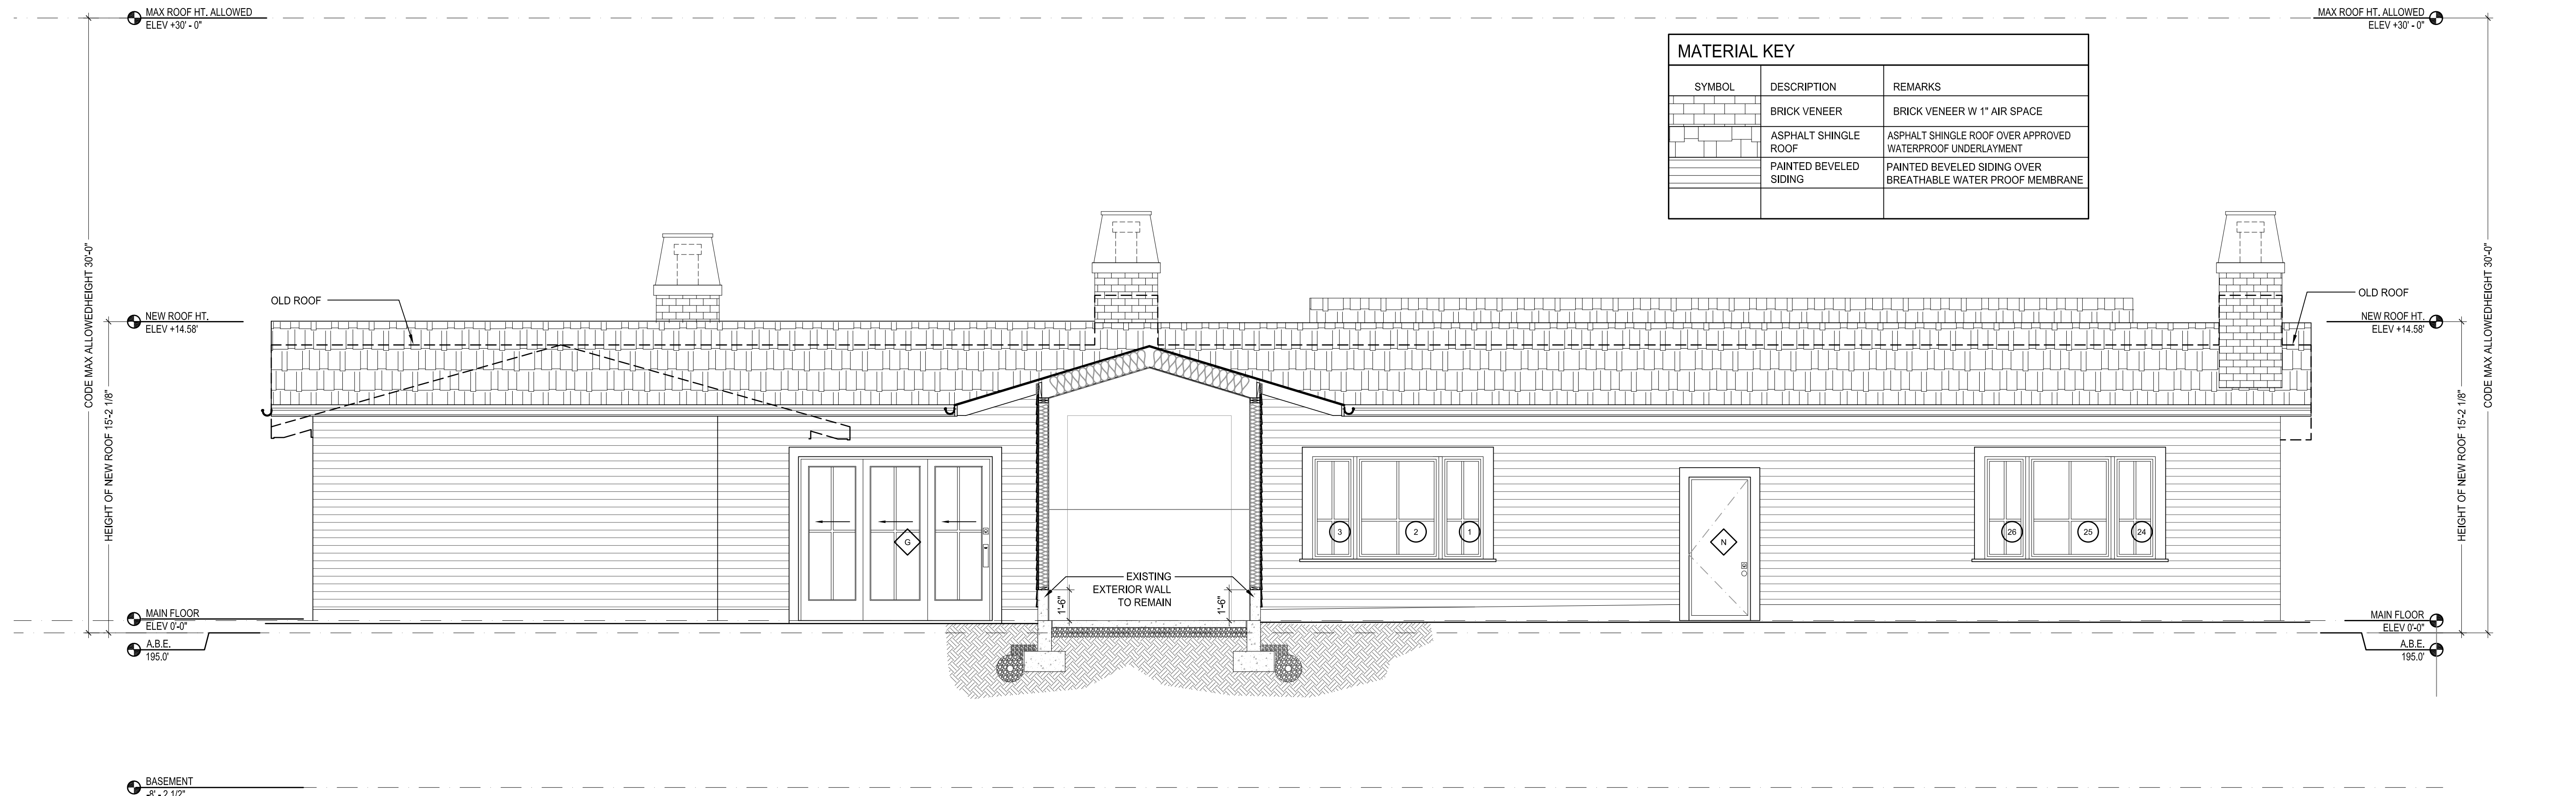 MAX ROOF HT. ALLOWED
ELEV +30' - 0"
MAX ROOF HT. ALLOWED
ELEV +30' - 0"
MATERIAL KEY
SYMBOL DESCRIPTION REMARKS
BRICK VENEER BRICK VENEER W 1" AIR SPACE
ASPHALT SHINGLE ROOF
ASPHALT SHINGLE ROOF OVER APPROVED
WATERPROOF UNDERLAYMENT
PAINTED BEVELED SIDING
PAINTED BEVELED SIDING OVER
BREATHABLE WATER PROOF MEMBRANE
CODE MAX ALLOWEDHEIGHT 30'-0"
HEIGHT OF NEW ROOF 15'-2 1/8"
OLD ROOF
NEW ROOF HT.
ELEV +14.58'
OLD ROOF
NEW ROOF HT.
ELEV +14.58'
CODE MAX ALLOWEDHEIGHT 30'-0"
HEIGHT OF NEW ROOF 15'-2 1/8"
G
3
2
1
N
26
25
24
EXISTING
EXTERIOR WALL
TO REMAIN
1'-6"
1'-6"
MAIN FLOOR
ELEV 0'-0"
A.B.E.
195.0'
MAIN FLOOR
ELEV 0'-0"
A.B.E.
195.0'
BASEMENT
-8' - 2 1/2"